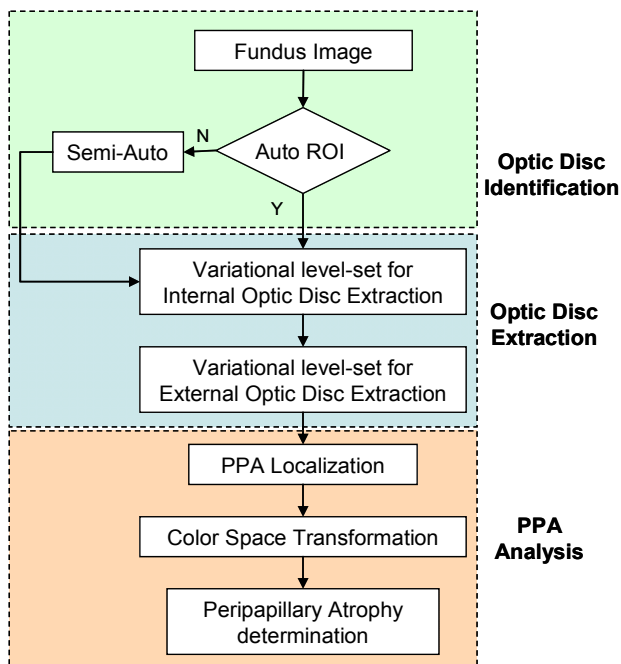 Fundus Image
Auto ROI
N
Semi-Auto
Y
Optic Disc
Identification
Variational level-set for
Internal Optic Disc Extraction
Variational level-set for
External Optic Disc Extraction
Optic Disc
Extraction
PPA Localization
Color Space Transformation
Peripapillary Atrophy
determination
PPA
Analysis